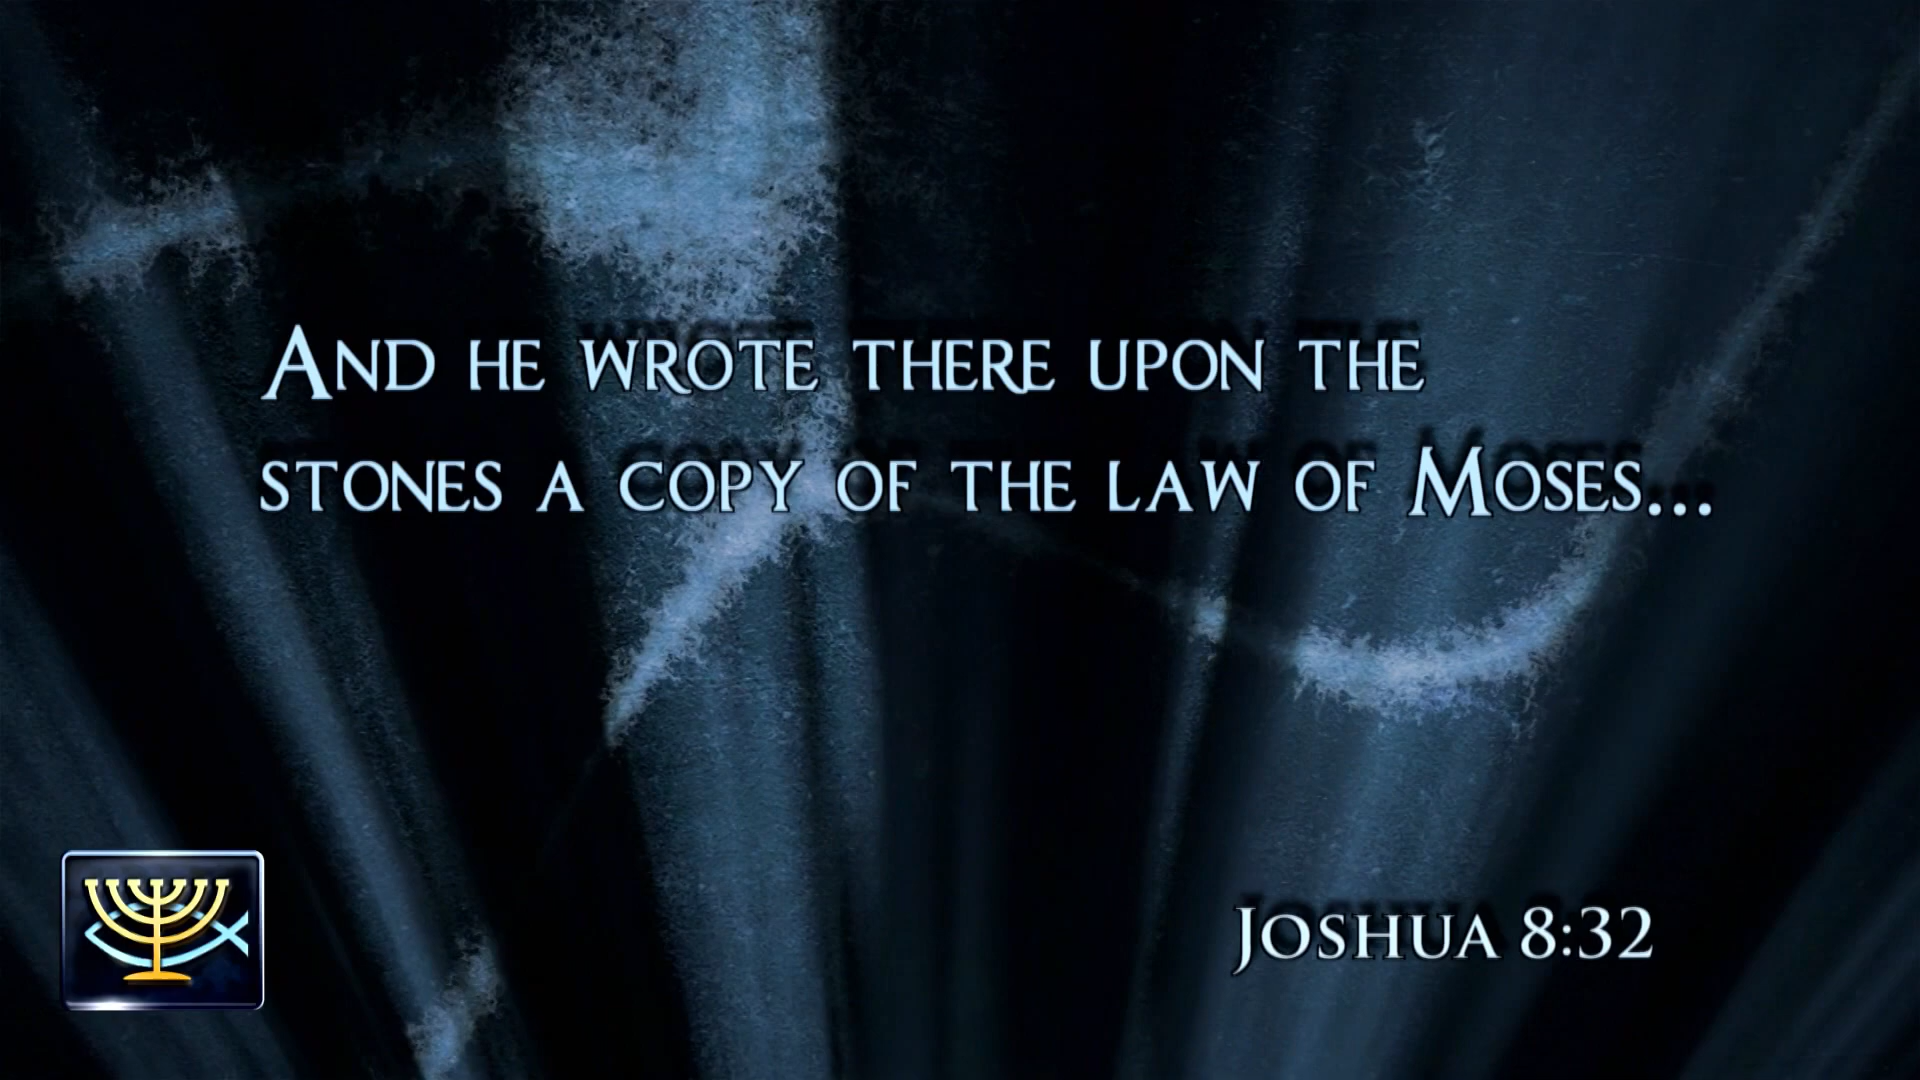 And he wrote there upon the
stones a copy of the law of Moses...
Joshua 8:32